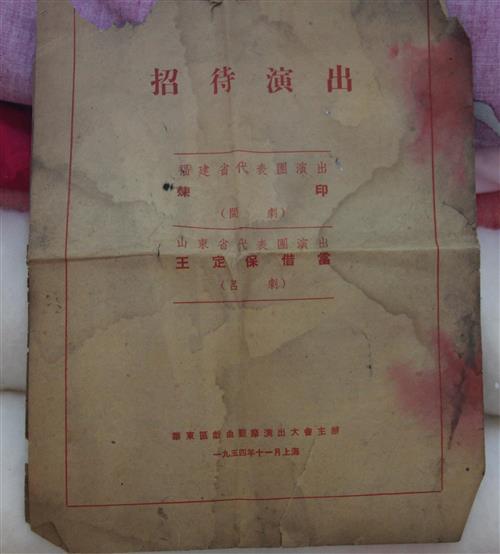 招待演出
福建省代表團演出
煉印
（閩劇）
山東省代表團演出
王定保借當
（呂劇）
華東區戲曲觀摩演出大會主辦
一九五四年十一月上海